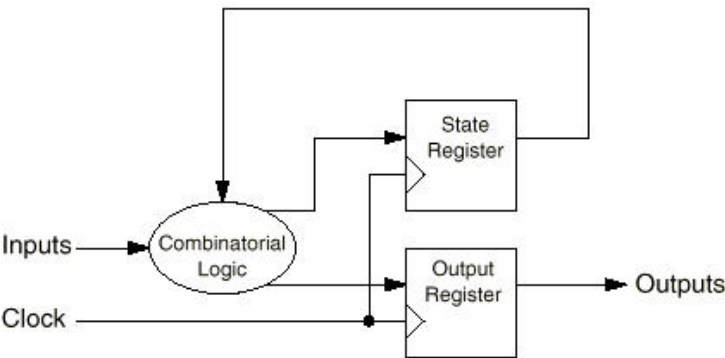 State
Register
Inputs
Combinatorial
Logic
Output
Register
Outputs
Clock